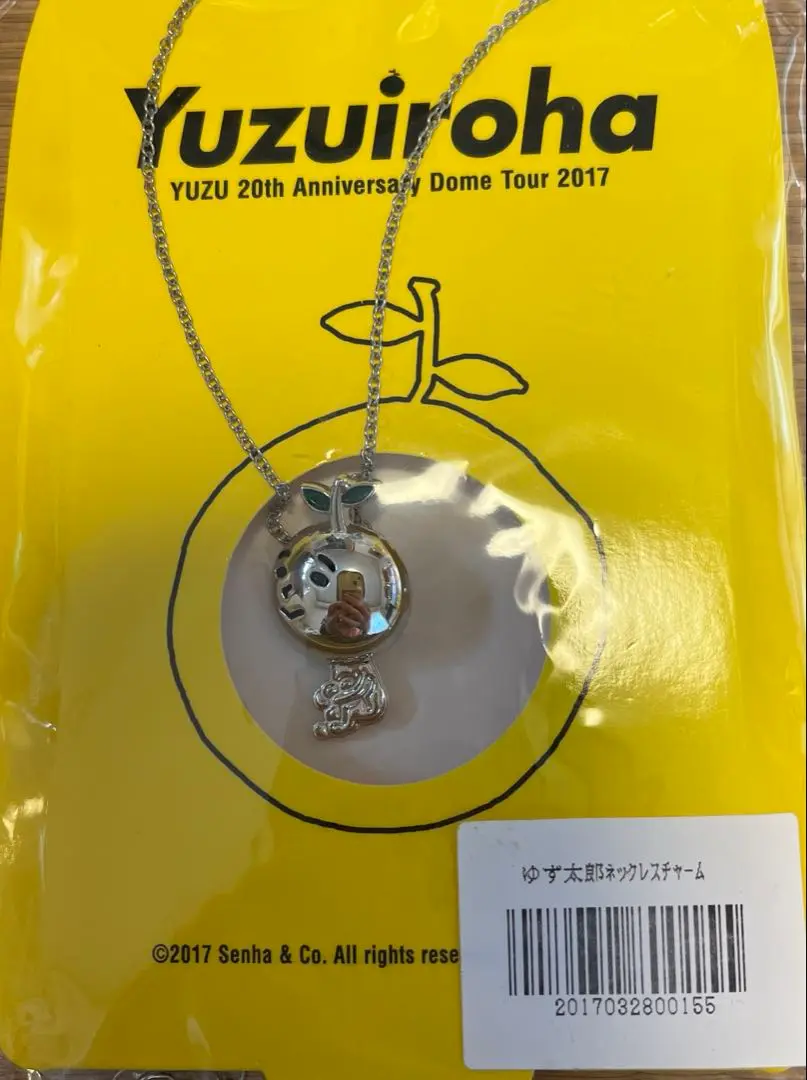 Yuzuiroha
YUZU 20th Anniversary Dome Tour 2017
ゆず太郎ネックレスチャーム
2017032800155
©2017 Senha & Co. All rights rese